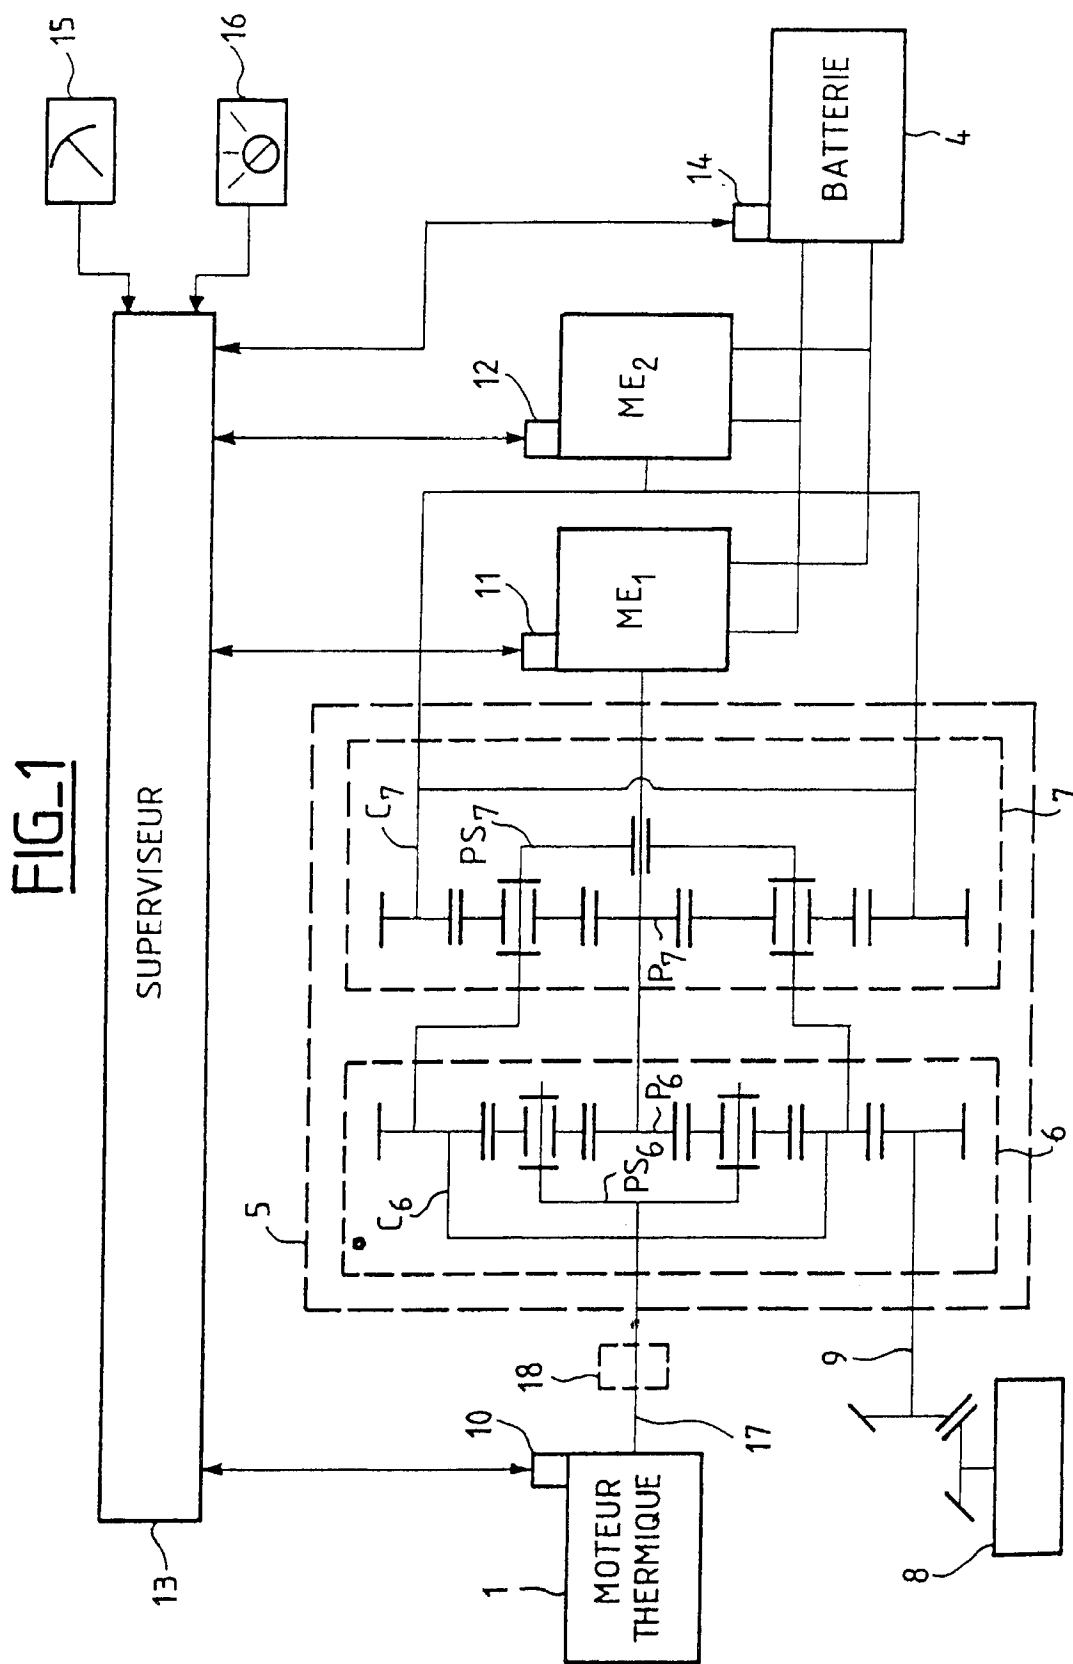 FIG_1
15
16
SUPERVISEUR
13
10
11
12
14
MOTEUR
THERMIQUE
1
ME1
ME2
BATTERIE
4
17
18
5
C6
PS6
P6
6
C7
PS7
P7
7
9
8